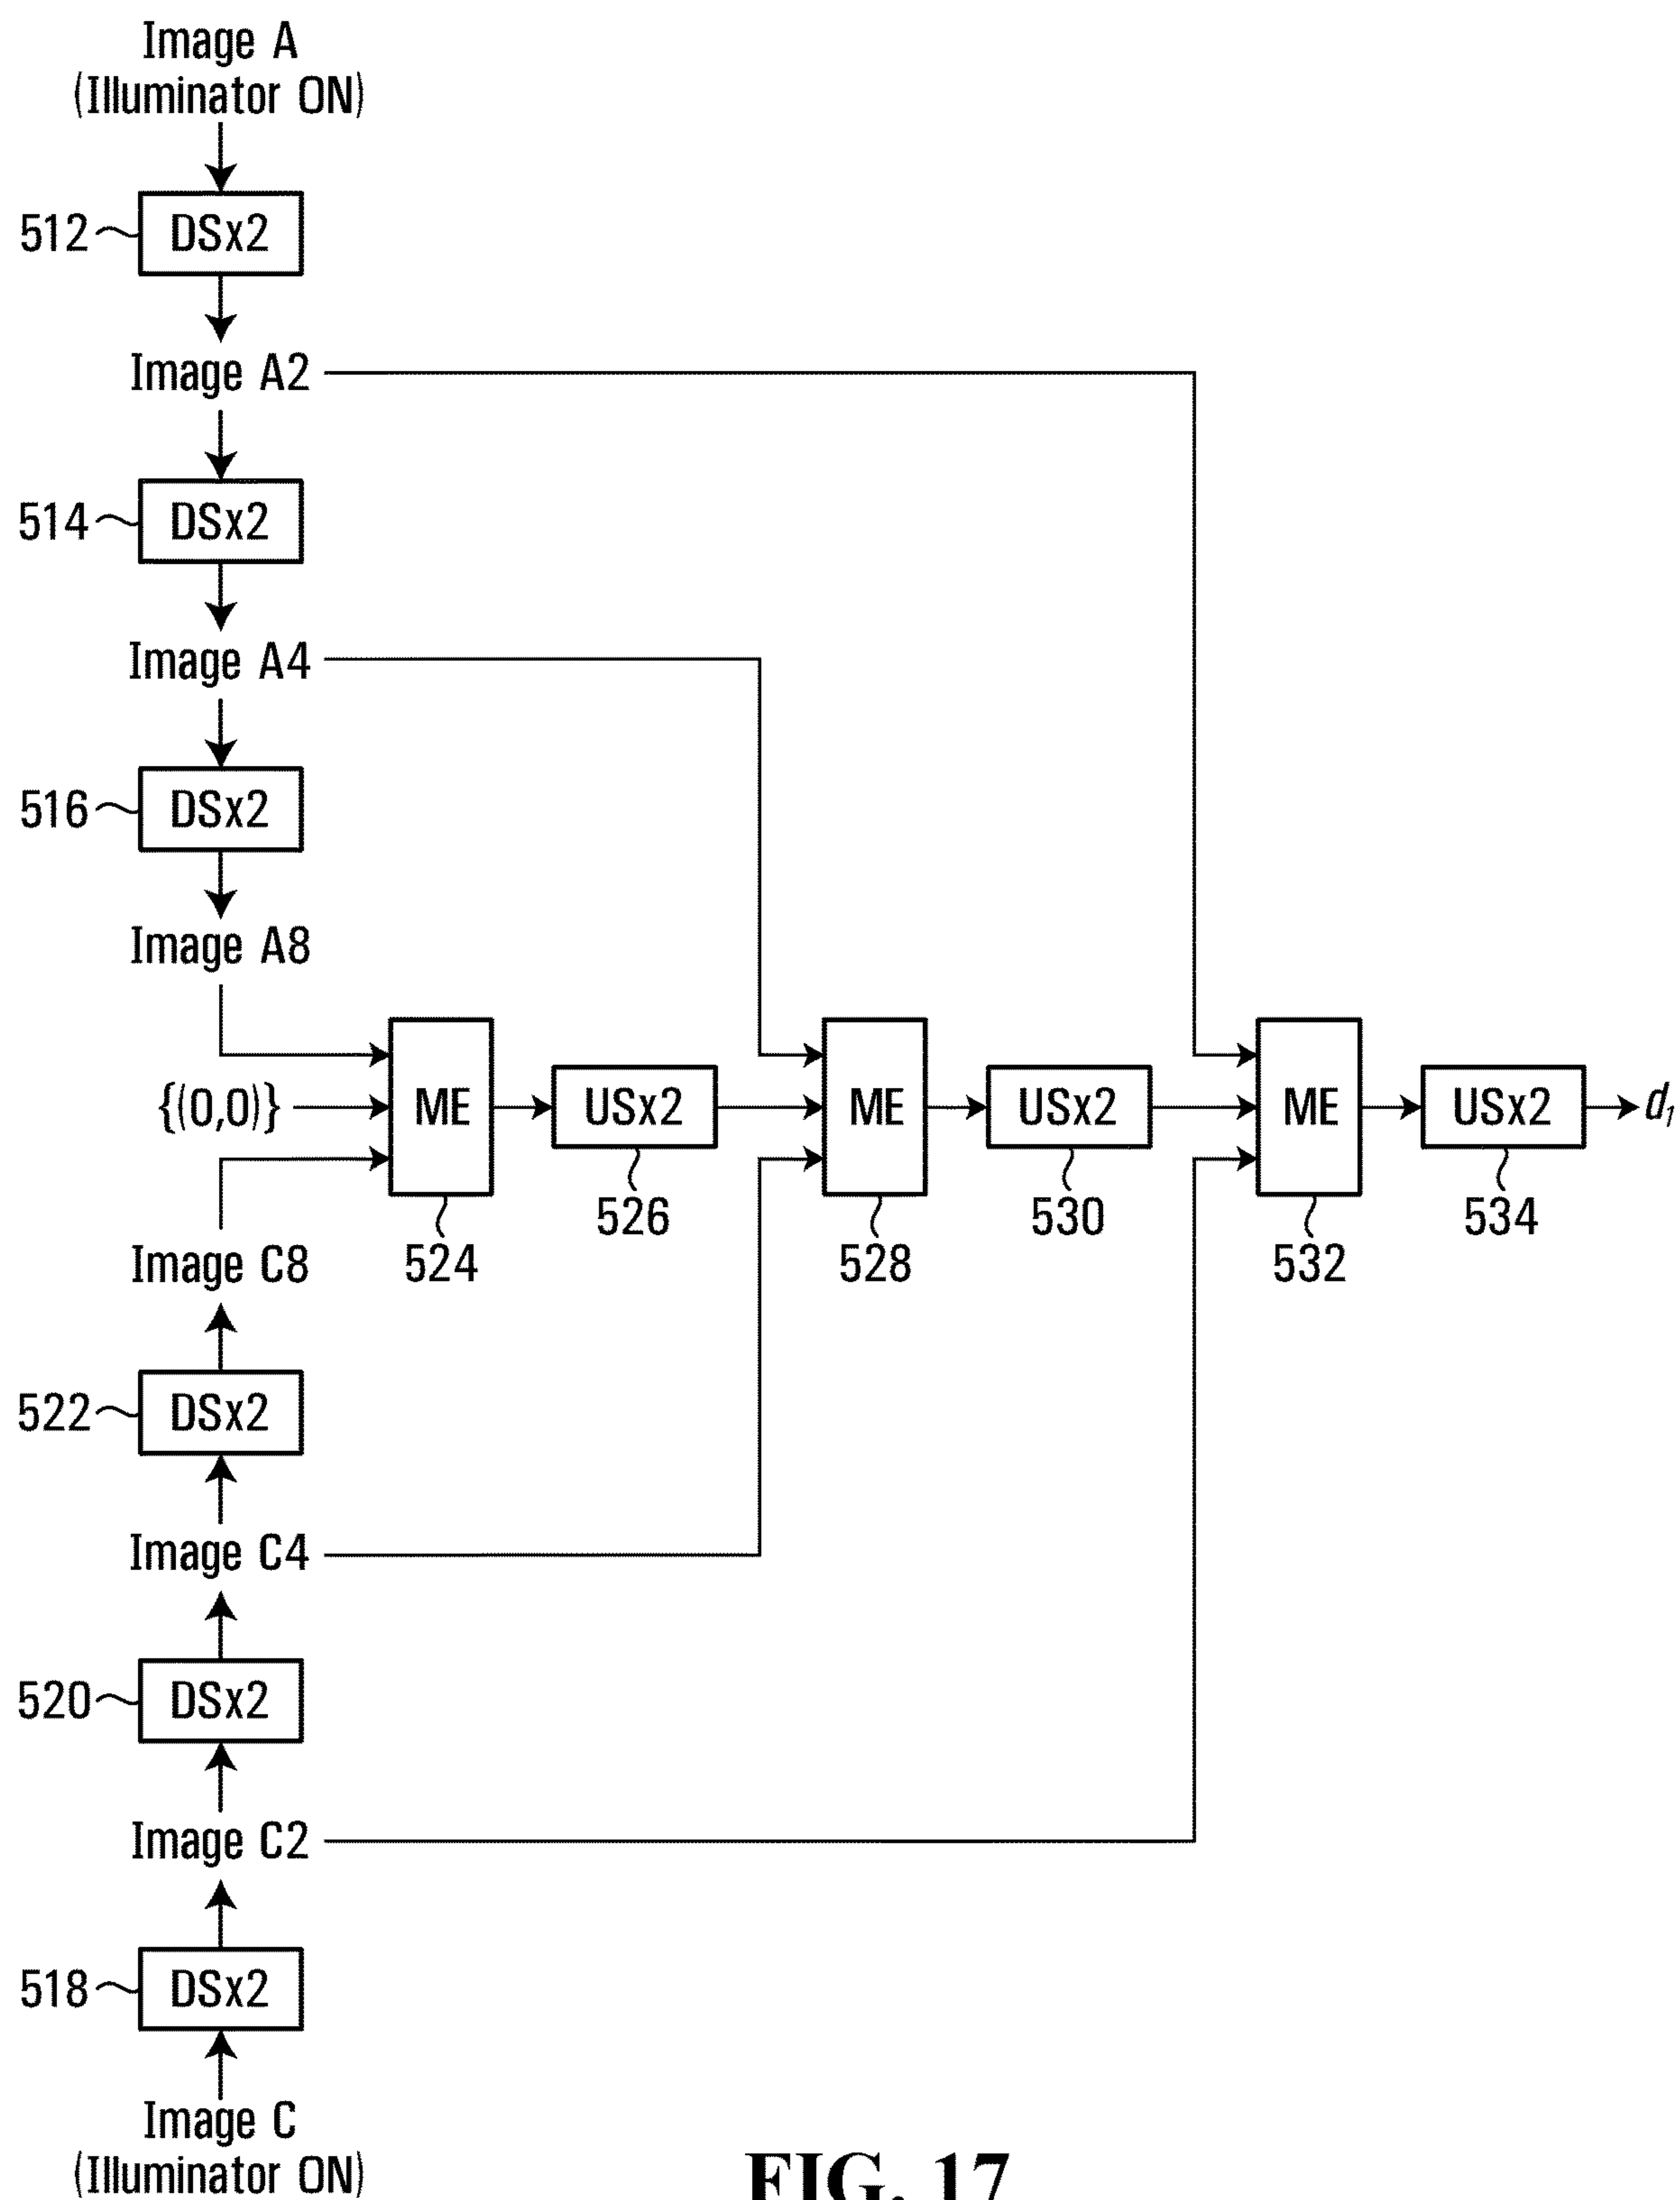 Image A
(Illuminator ON)
512
DSx2
Image A2
514
DSx2
Image A4
516
DSx2
Image A8
{(0,0)}
ME
USx2
ME
USx2
ME
USx2
d1
526
530
534
524
528
532
Image C8
522
DSx2
Image C4
520
DSx2
Image C2
518
DSx2
Image C
(Illuminator ON)
FIG. 17